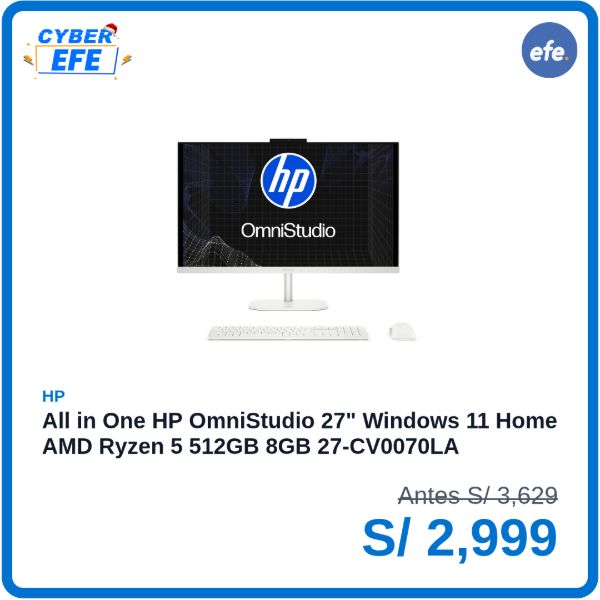 CYBER
EFE
efe.
hp
OmniStudio
HP
All in One HP OmniStudio 27" Windows 11 Home
AMD Ryzen 5 512GB 8GB 27-CV0070LA
Antes S/ 3,629
S/ 2,999